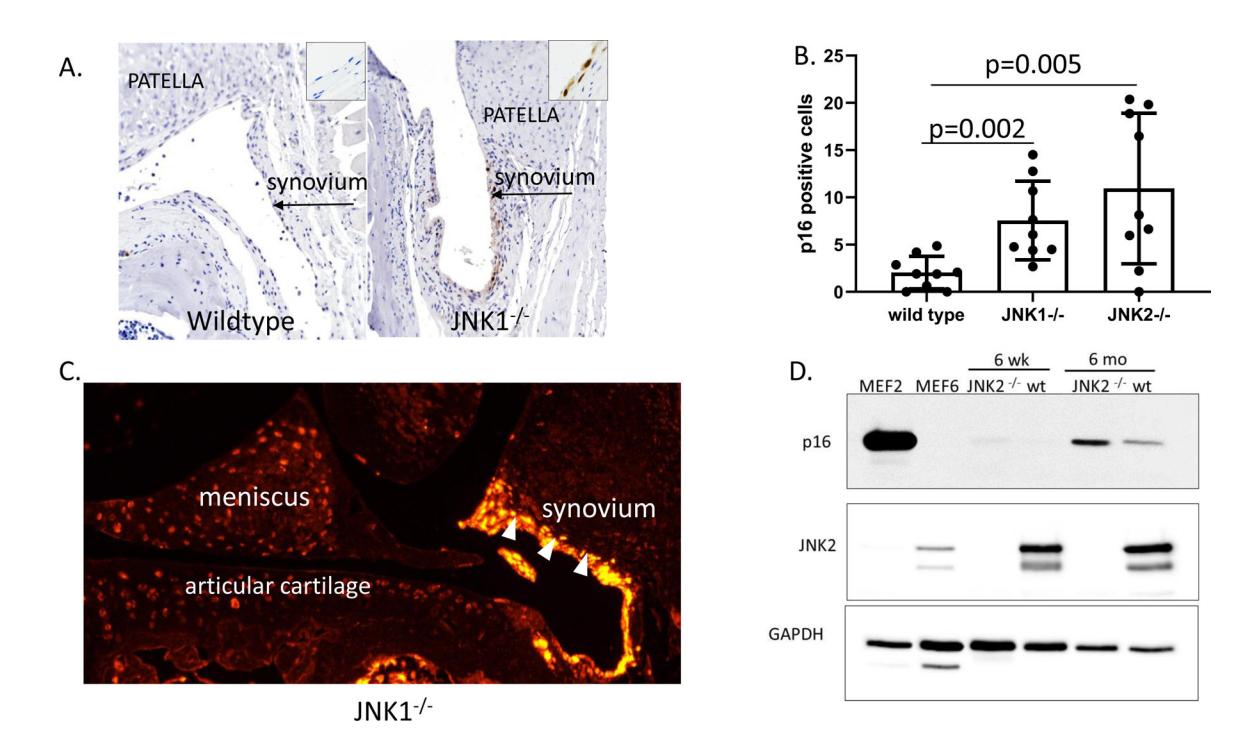 A.
PATELLA
synovium
Wildtype
PATELLA
synovium
JNK1-/-
B.
p16 positive cells
25
20
15
10
5
0
p=0.005
p=0.002
wild type
JNK1-/-
JNK2-/-
C.
meniscus
synovium
articular cartilage
JNK1-/-
D.
6 wk
6 mo
MEF2 MEF6 JNK2 -/- wt JNK2 -/- wt
p16
JNK2
GAPDH